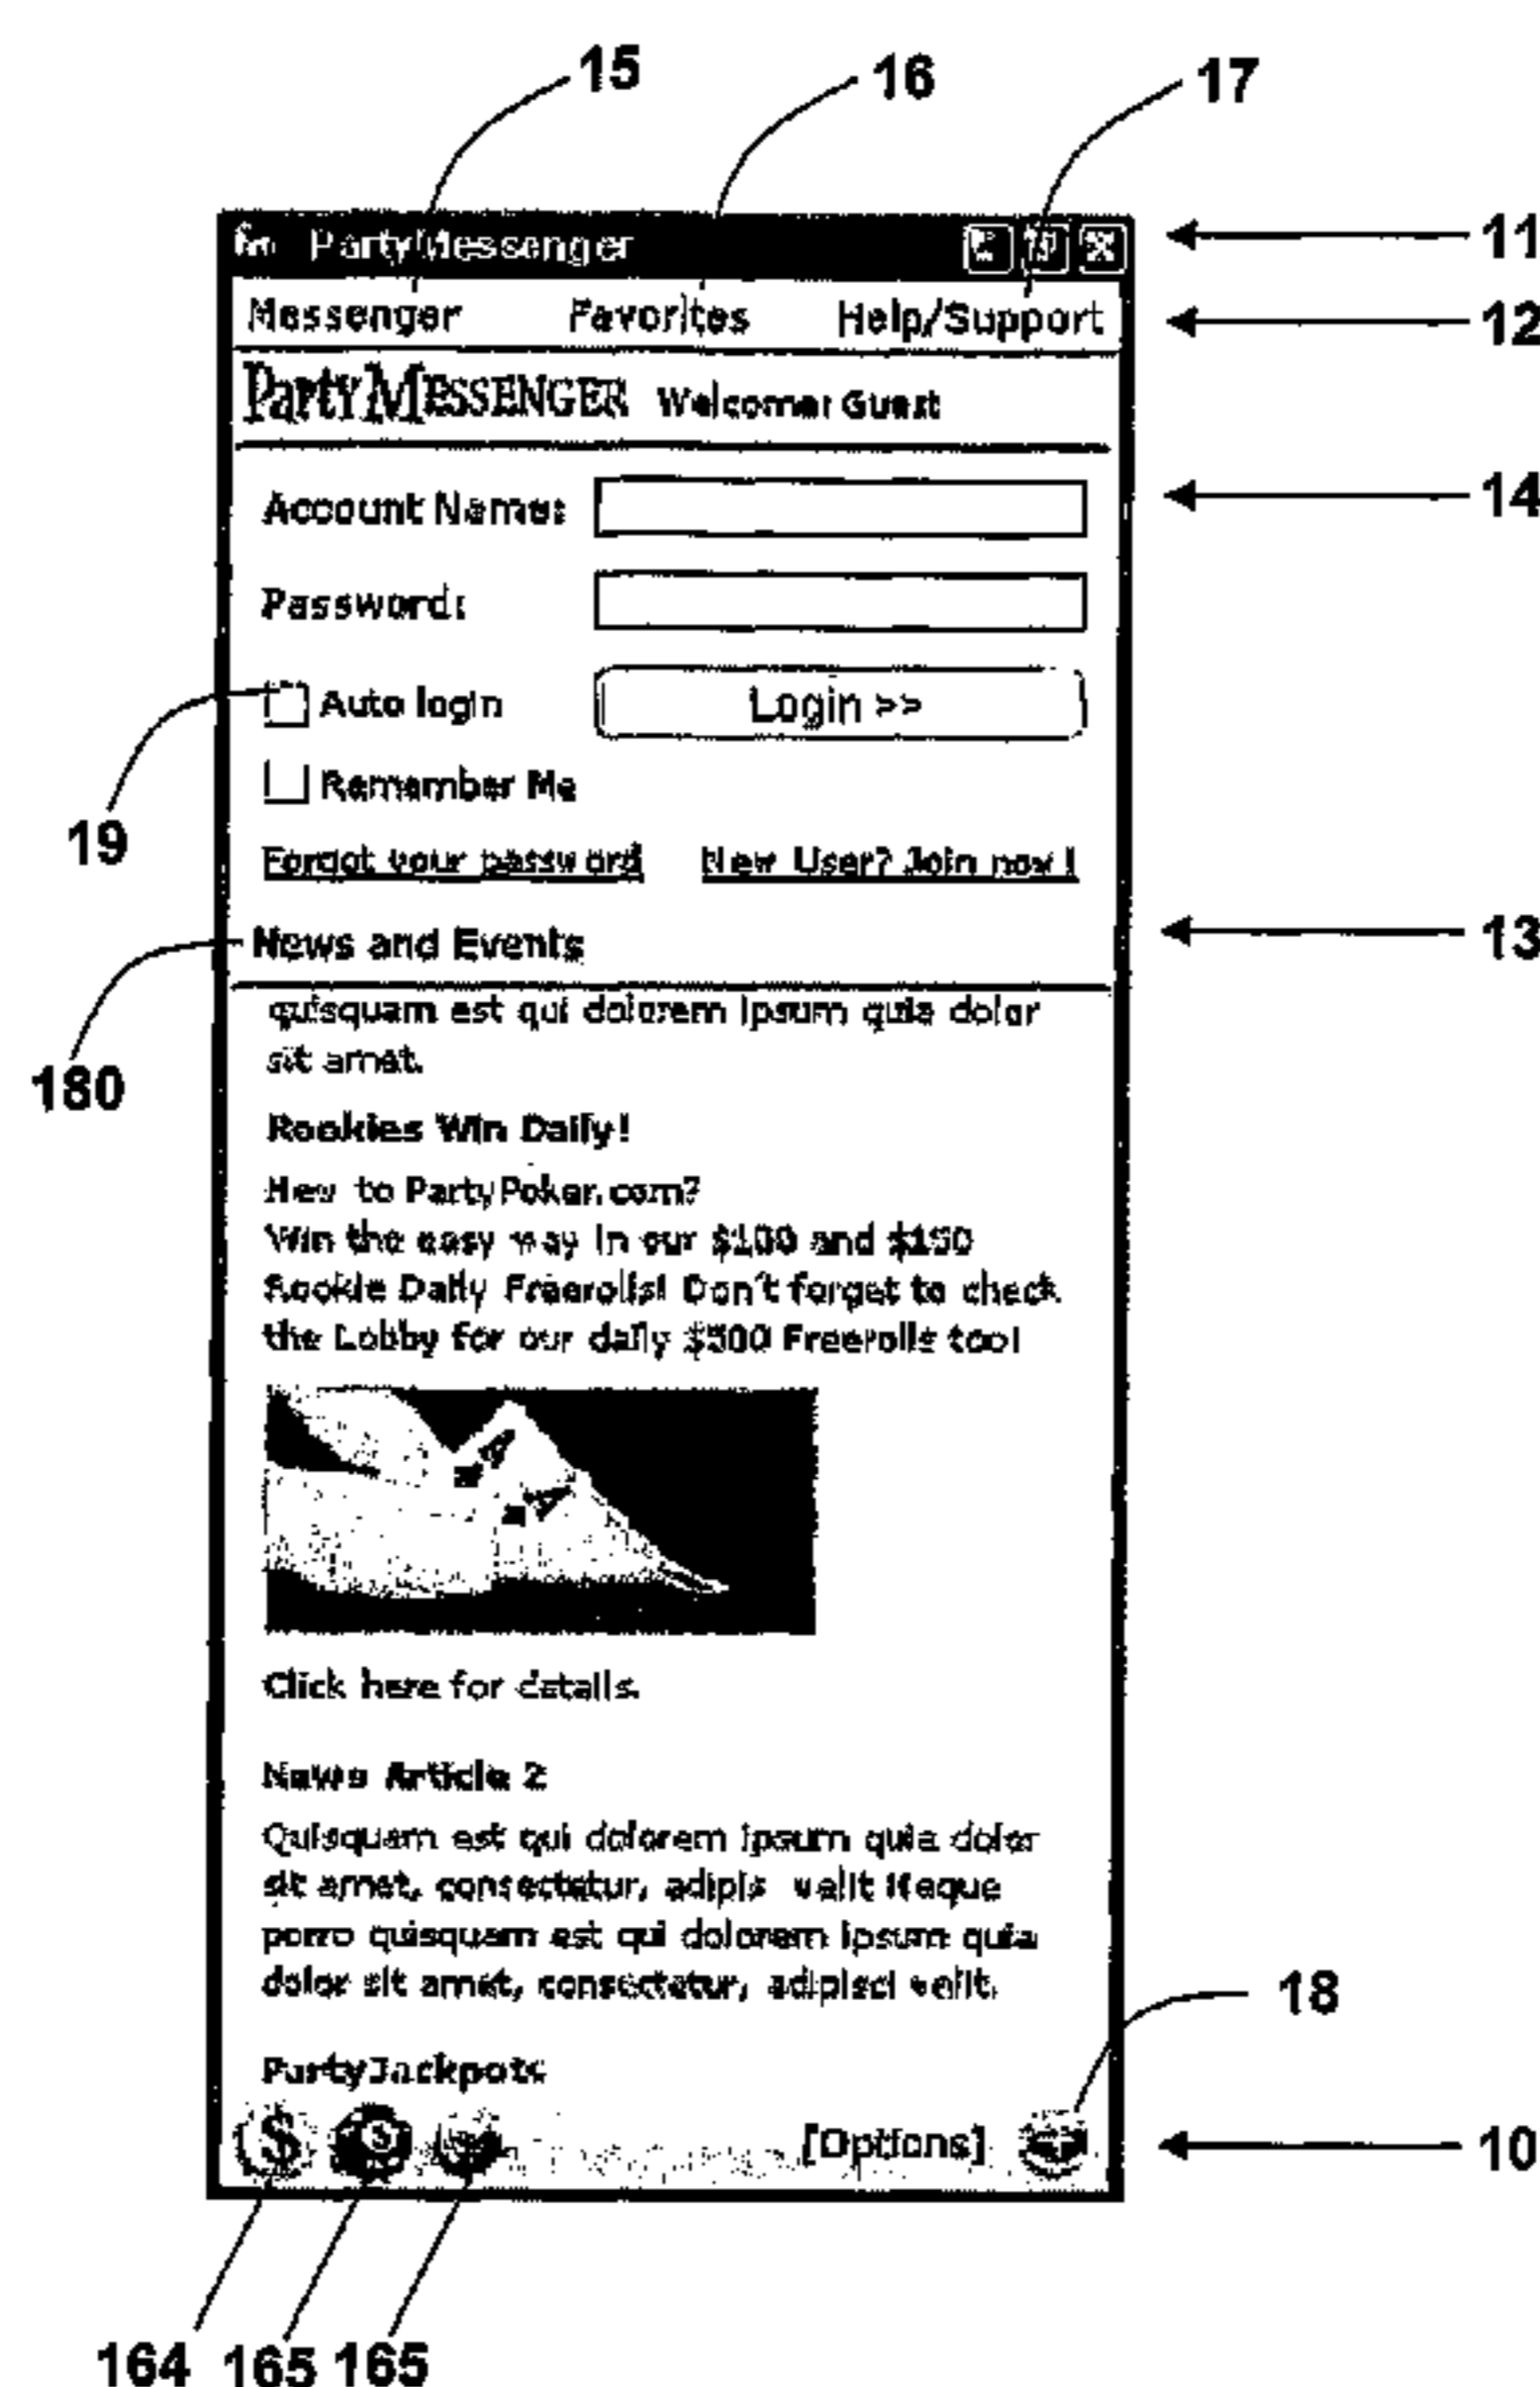 15 16 17
PartyMessenger 11
Messenger Favorites Help/Support 12
PartyMessenger Welcome: Guest
Account Name: 14
Password:
Auto login Login >>
Remember Me
19
Forgot your password New User? Join now!
News and Events 13
quisquam est qui dolorem ipsum quia dolor
sit amet.
180
Rookies Win Daily!
New to PartyPoker.com?
Win the easy way in our $100 and $150
Rookie Daily Freerolls! Don't forget to check
the Lobby for our daily $500 Freerolls too!
Click here for details.
News Article 2
Quisquam est qui dolorem ipsum quia dolor
sit amet, consectetur, adipis velit Neque
porro quisquam est qui dolorem ipsum quia
dolor sit amet, consectetur, adipisci velit.
18
PartyJackpots
$ $ [Options] 10
164 165 165